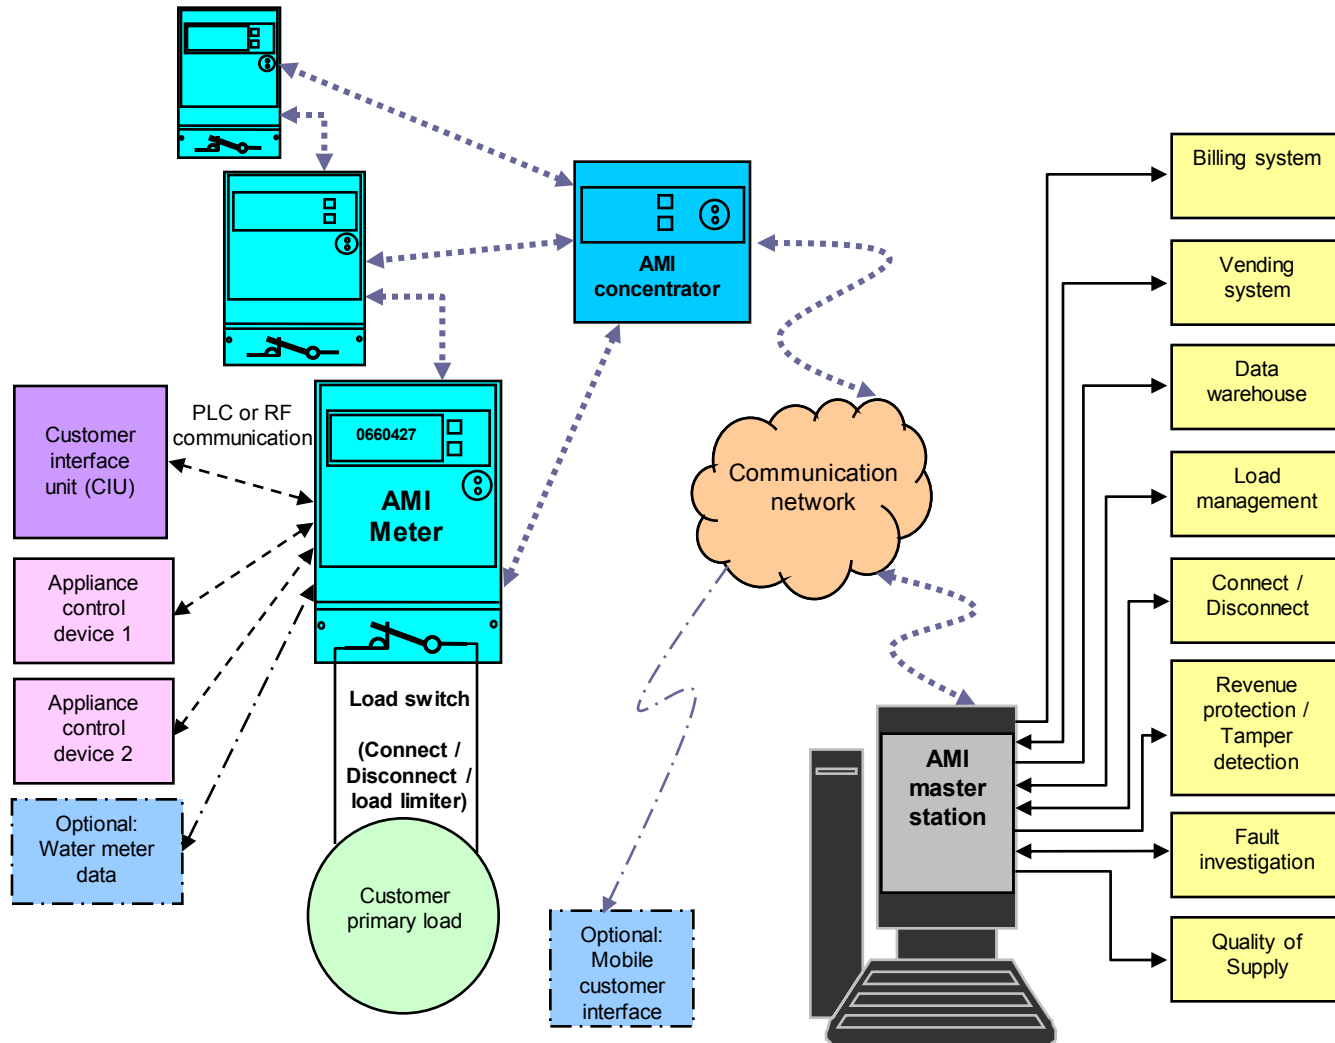 Billing system
Vending
system
AMI
concentrator
Data
warehouse
PLC or RF
communication
Customer
interface
unit (CIU)
0660427
AMI
Meter
Communication
network
Load
management
Appliance
control
device 1
Connect /
Disconnect
Appliance
control
device 2
Load switch
(Connect /
Disconnect /
load limiter)
Revenue
protection /
Tamper
detection
AMI
master
station
Optional:
Water meter
data
Fault
investigation
Customer
primary load
Optional:
Mobile
customer
interface
Quality of
Supply